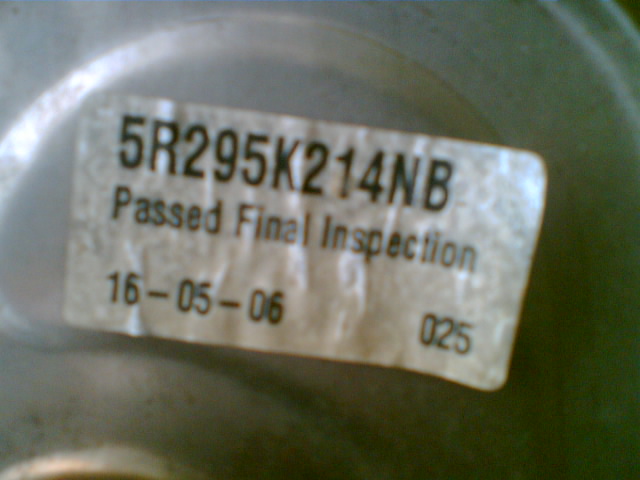 5R295K214NB
Passed Final Inspection
16-05-06 025